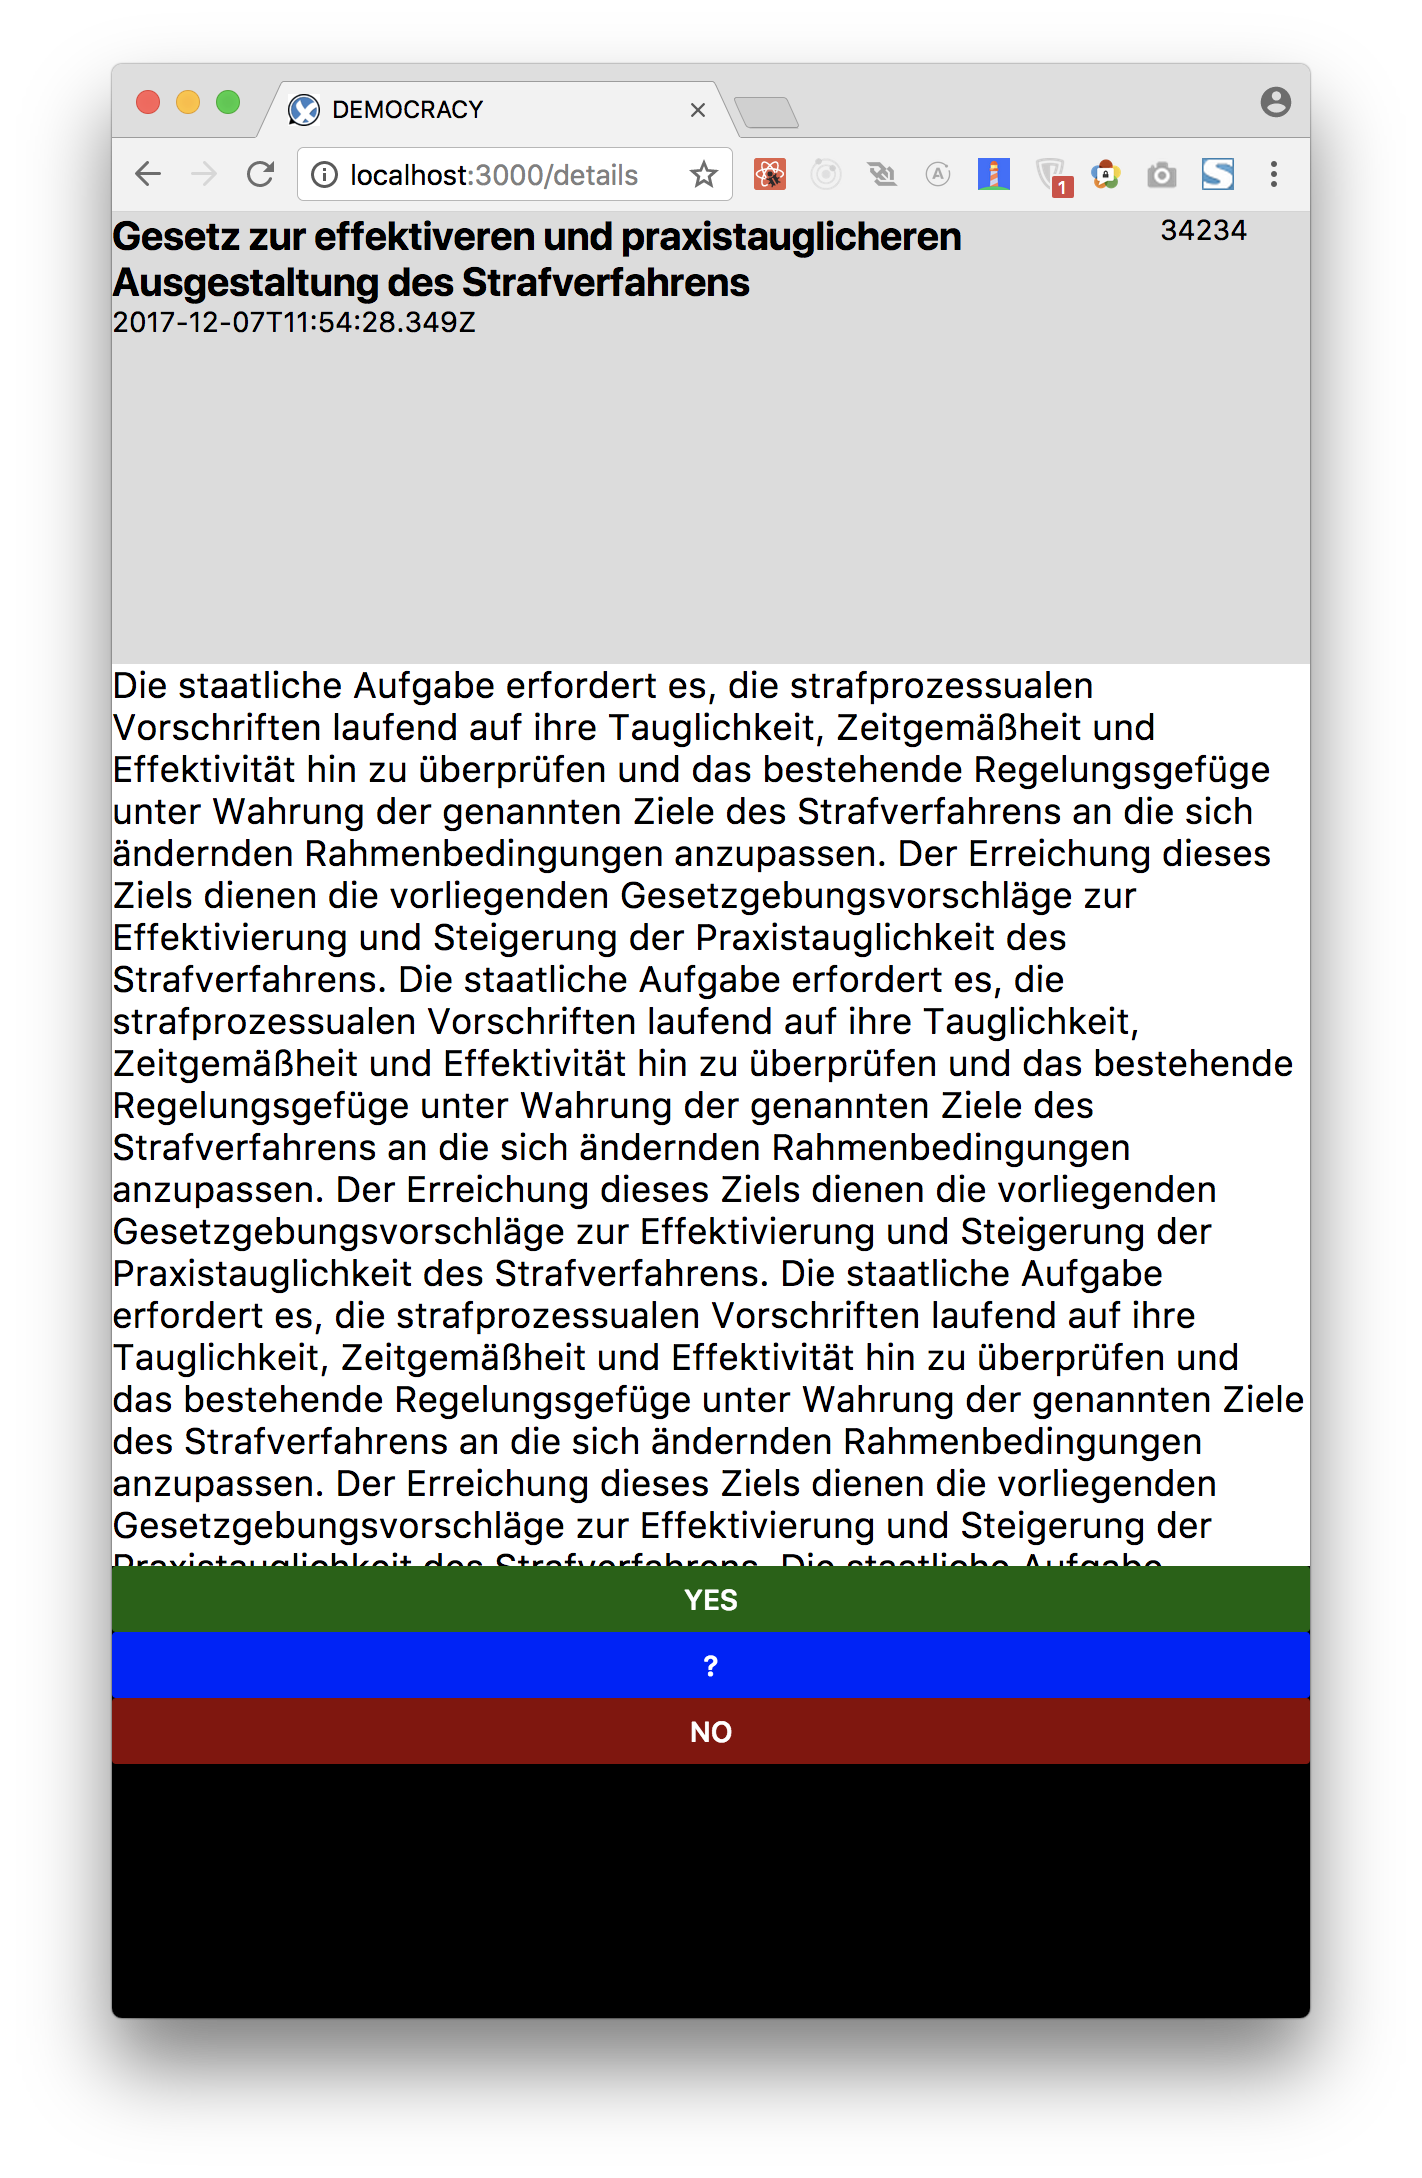 DEMOCRACY
localhost:3000/details
1
Gesetz zur effektiveren und praxistauglicheren
Ausgestaltung des Strafverfahrens
34234
2017-12-07T11:54:28.349Z
Die staatliche Aufgabe erfordert es, die strafprozessualen
Vorschriften laufend auf ihre Tauglichkeit, Zeitgemäßheit und
Effektivität hin zu überprüfen und das bestehende Regelungsgefüge
unter Wahrung der genannten Ziele des Strafverfahrens an die sich
ändernden Rahmenbedingungen anzupassen. Der Erreichung dieses
Ziels dienen die vorliegenden Gesetzgebungsvorschläge zur
Effektivierung und Steigerung der Praxistauglichkeit des
Strafverfahrens. Die staatliche Aufgabe erfordert es, die
strafprozessualen Vorschriften laufend auf ihre Tauglichkeit,
Zeitgemäßheit und Effektivität hin zu überprüfen und das bestehende
Regelungsgefüge unter Wahrung der genannten Ziele des
Strafverfahrens an die sich ändernden Rahmenbedingungen
anzupassen. Der Erreichung dieses Ziels dienen die vorliegenden
Gesetzgebungsvorschläge zur Effektivierung und Steigerung der
Praxistauglichkeit des Strafverfahrens. Die staatliche Aufgabe
erfordert es, die strafprozessualen Vorschriften laufend auf ihre
Tauglichkeit, Zeitgemäßheit und Effektivität hin zu überprüfen und
das bestehende Regelungsgefüge unter Wahrung der genannten Ziele
des Strafverfahrens an die sich ändernden Rahmenbedingungen
anzupassen. Der Erreichung dieses Ziels dienen die vorliegenden
Gesetzgebungsvorschläge zur Effektivierung und Steigerung der
Praxistauglichkeit des Strafverfahrens. Die staatliche Aufgabe
YES
?
NO